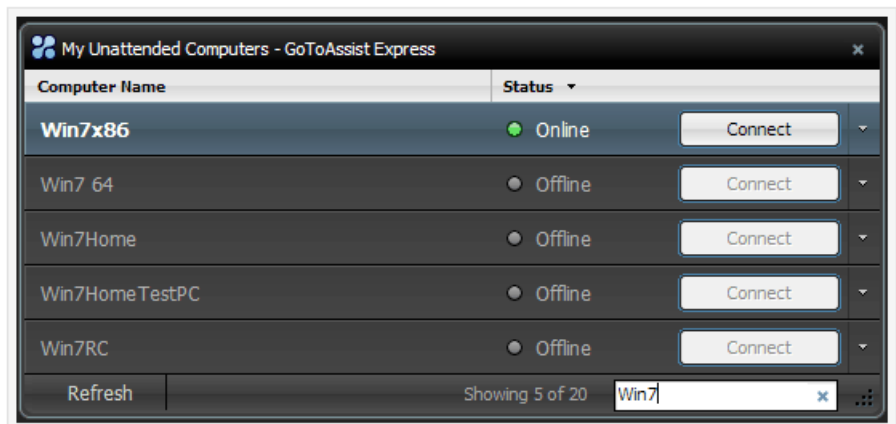 My Unattended Computers - GoToAssist Express
Computer Name Status
Win7x86 Online Connect
Win7 64 Offline Connect
Win7Home Offline Connect
Win7HomeTestPC Offline Connect
Win7RC Offline Connect
Refresh Showing 5 of 20 Win7